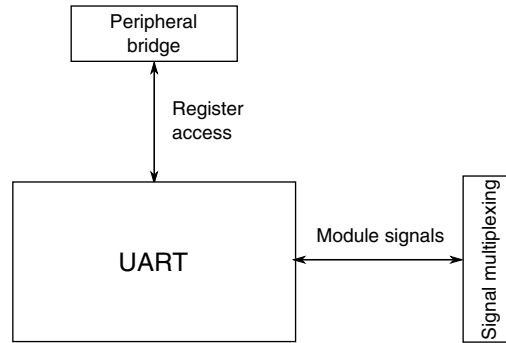 Peripheral
bridge
Register
access
UART
Module signals
Signal multiplexing